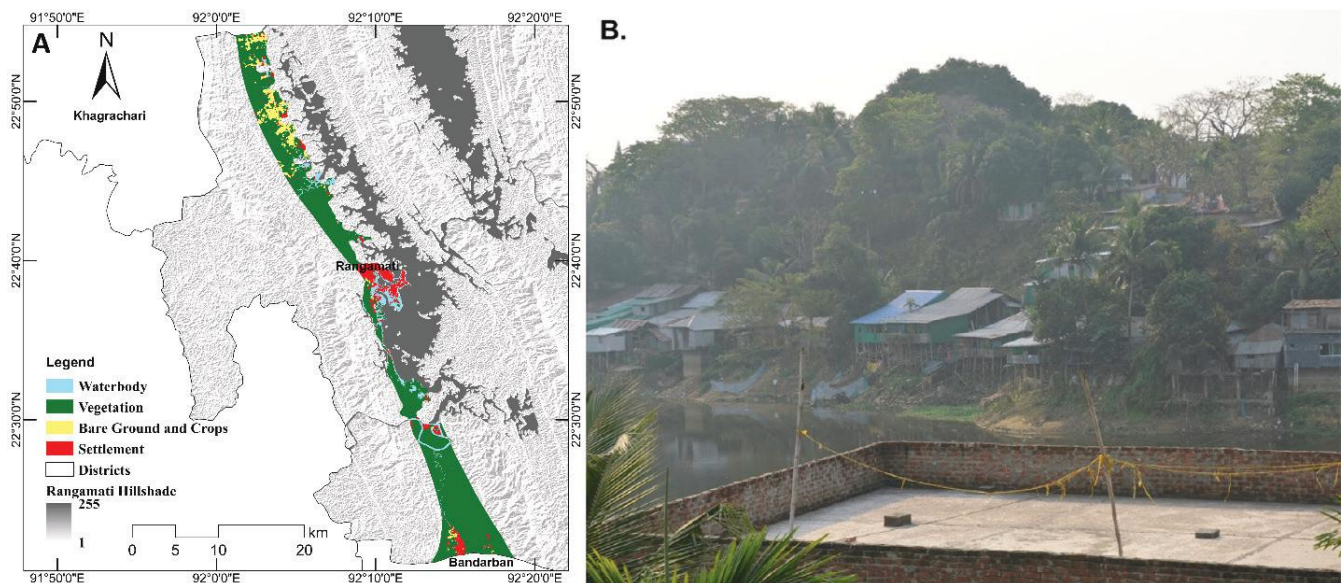 91°50'0"E 92°0'0"E 92°10'0"E 92°20'0"E
A
B.
N
Khagrachari
22°50'0"N
22°50'0"N
22°40'0"N
22°40'0"N
Rangamati
Legend
Waterbody
Vegetation
Bare Ground and Crops
Settlement
Districts
Rangamati Hillshade
255
1
22°30'0"N
22°30'0"N
km
0 5 10 20
Bandarban
91°50'0"E 92°0'0"E 92°10'0"E 92°20'0"E